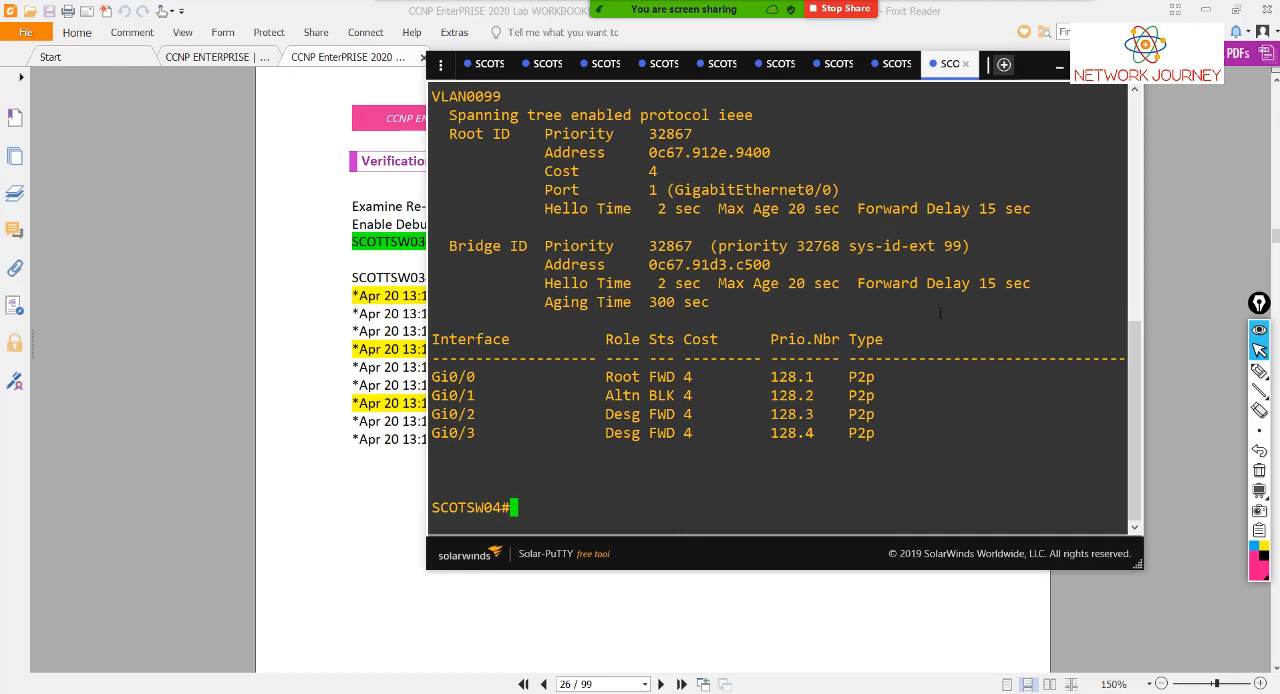 CCNP EnterPRISE 2020 Lab WORKBOOK
You are screen sharing
Stop Share
- Foxit Reader
File
Home
Comment
View
Form
Protect
Share
Connect
Help
Extras
Tell me what you want to
Start
CCNP ENTERPRISE | ...
CCNP EnterPRISE 2020 ...
NETWORK JOURNEY
PDFs
SCOTS
SCOTS
SCOTS
SCOTS
SCOTS
SCOTS
SCOTS
SCOTS
SCO
CCNP EN
Verification
Examine Re-
Enable Debu
SCOTTSW03
SCOTTSW03
*Apr 20 13:1
*Apr 20 13:1
*Apr 20 13:1
*Apr 20 13:1
*Apr 20 13:1
*Apr 20 13:1
*Apr 20 13:1
*Apr 20 13:1
*Apr 20 13:1
VLAN0099
Spanning tree enabled protocol ieee
Root ID Priority 32867
Address 0c67.912e.9400
Cost 4
Port 1 (GigabitEthernet0/0)
Hello Time 2 sec Max Age 20 sec Forward Delay 15 sec
Bridge ID Priority 32867 (priority 32768 sys-id-ext 99)
Address 0c67.91d3.c500
Hello Time 2 sec Max Age 20 sec Forward Delay 15 sec
Aging Time 300 sec
Interface Role Sts Cost Prio.Nbr Type
------------------- ---- --- --------- -------- --------------------------------
Gi0/0 Root FWD 4 128.1 P2p
Gi0/1 Altn BLK 4 128.2 P2p
Gi0/2 Desg FWD 4 128.3 P2p
Gi0/3 Desg FWD 4 128.4 P2p
SCOTSW04#
solarwinds Solar-PuTTY free tool
© 2019 SolarWinds Worldwide, LLC. All rights reserved.
26 / 99
150%